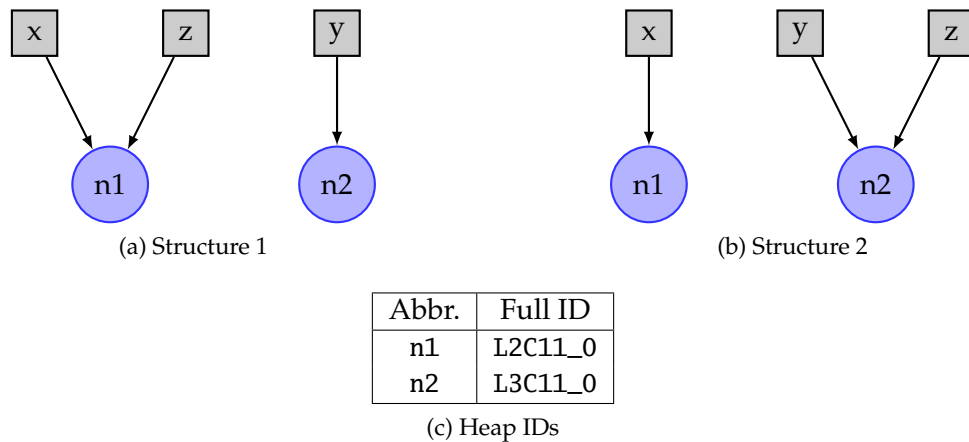 x z y x y z
n1 n2 n1 n2
(a) Structure 1 (b) Structure 2
Abbr. Full ID
n1 L2C11_0
n2 L3C11_0
(c) Heap IDs